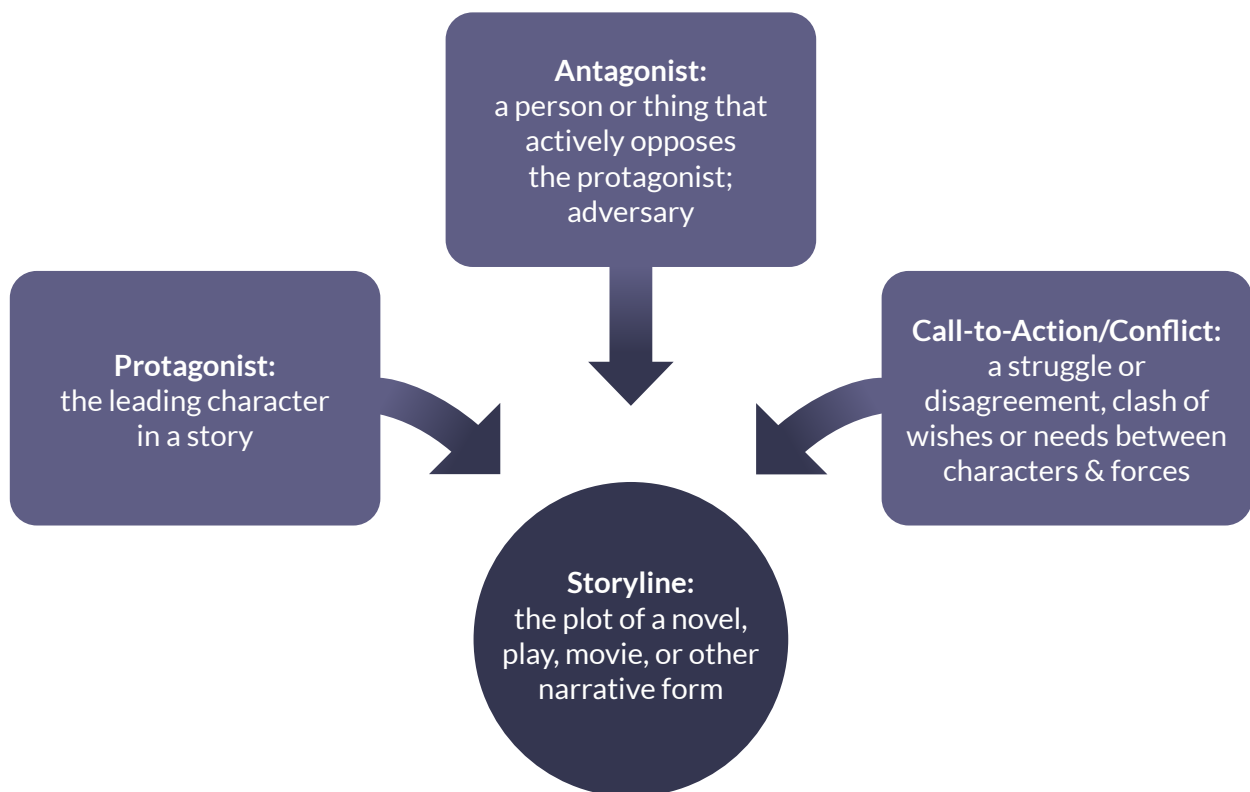 Antagonist:
a person or thing that
actively opposes
the protagonist;
adversary
Protagonist:
the leading character
in a story
Call-to-Action/Conflict:
a struggle or
disagreement, clash of
wishes or needs between
characters & forces
Storyline:
the plot of a novel,
play, movie, or other
narrative form